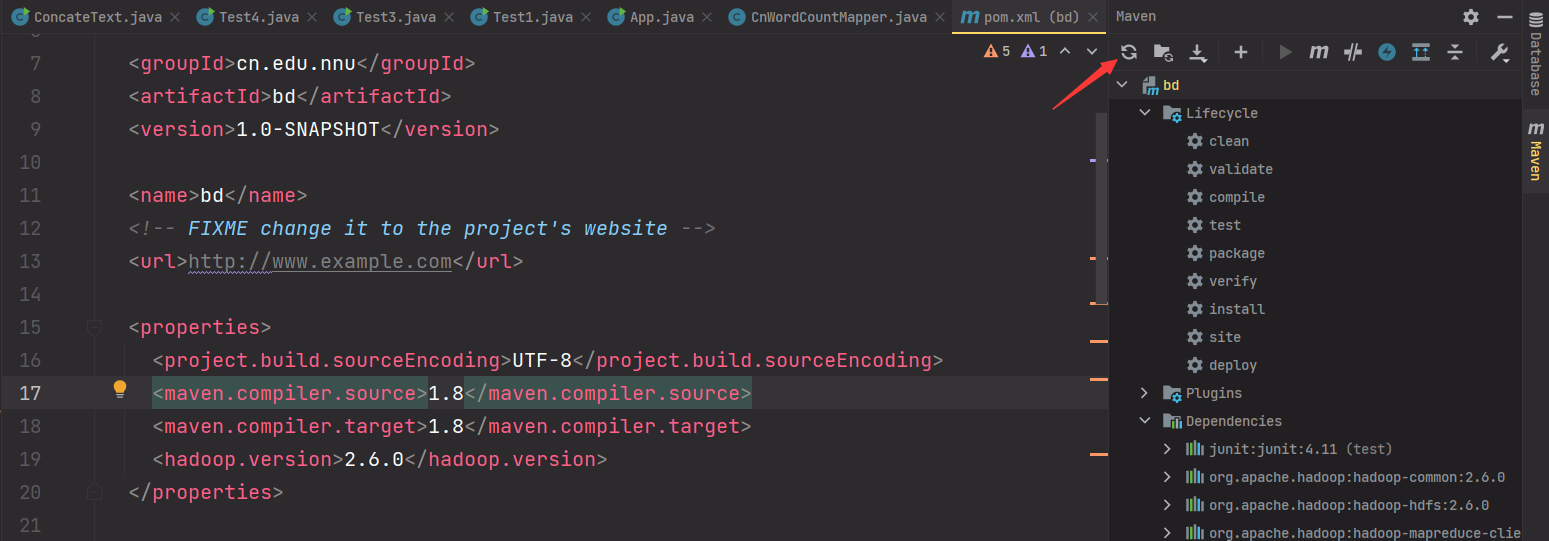 ConcateText.java Test4.java Test3.java Test1.java App.java CnWordCountMapper.java pom.xml (bd) Maven
5 1
7 <groupId>cn.edu.nnu</groupId>
8 <artifactId>bd</artifactId>
9 <version>1.0-SNAPSHOT</version>
10
11 <name>bd</name>
12 <!-- FIXME change it to the project's website -->
13 <url>http://www.example.com</url>
14
15 <properties>
16 <project.build.sourceEncoding>UTF-8</project.build.sourceEncoding>
17 <maven.compiler.source>1.8</maven.compiler.source>
18 <maven.compiler.target>1.8</maven.compiler.target>
19 <hadoop.version>2.6.0</hadoop.version>
20 </properties>
21
bd
Lifecycle
clean
validate
compile
test
package
verify
install
site
deploy
Plugins
Dependencies
junit:junit:4.11 (test)
org.apache.hadoop:hadoop-common:2.6.0
org.apache.hadoop:hadoop-hdfs:2.6.0
org.apache.hadoop:hadoop-mapreduce-clie
Database
m Maven